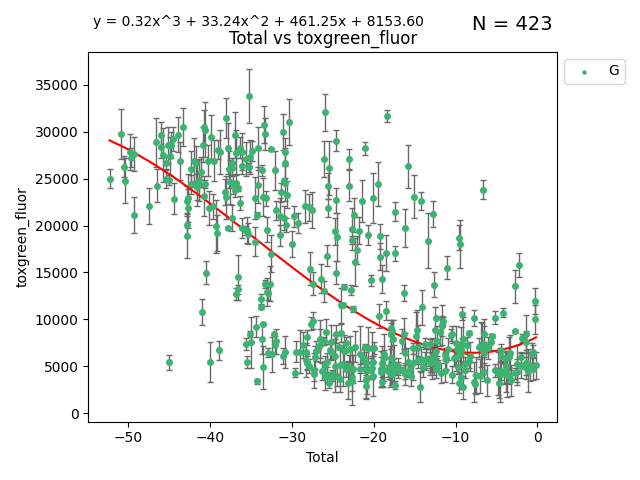 y = 0.32x^3 + 33.24x^2 + 461.25x + 8153.60
N = 423
Total vs toxgreen_fluor
G
35000
30000
25000
20000
15000
10000
5000
0
toxgreen_fluor
−50 −40 −30 −20 −10 0
Total